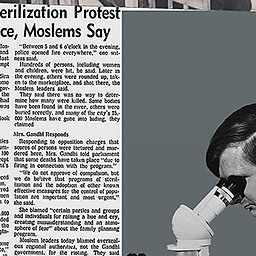 erilization Protest
ce, Moslems Say
"Between 5 and 6 o'clock in the evening,
police opened fire everywhere," one wit-
ness said.
Hundreds of persons, including women
and children, were hit, he said. Later in
the evening, others were rounded up, tak-
en to the marketplace, and shot there, the
Moslem leaders said.
They said there was no way to deter-
mine how many were killed. Some bodies
have been found in the river, others were
buried secretly, and many of the city's
000 Moslems have gone into hiding, they
claimed
Mrs. Gandhi Responds
Responding to opposition charges that
scores of persons were tortured and mur-
dered here, Mrs. Gandhi told parliament
that some deaths have taken place "due to
firing in connection with the program."
"We do not approve of compulsion, but
we do believe that programs of sterili-
zation and the adoption of other known
effective measures for the control of popu-
lation are important and most urgent,"
she said.
She blamed "certain parties and groups
and individuals for raising a hue and cry,
creating misunderstanding and an atmo-
sphere of fear" about the family planning
program.
Moslem leaders today blamed overzeal-
ous regional authorities, not the Gandhi
government, for the rioting. They said